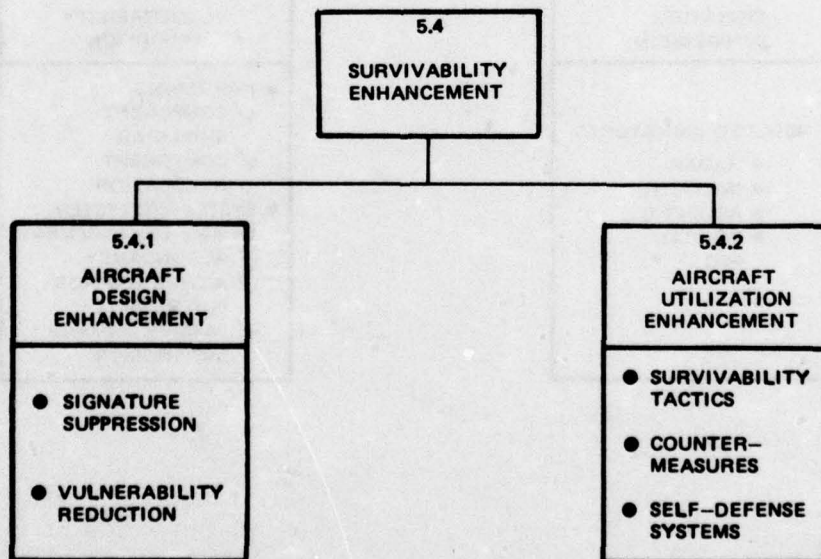 5.4
SURVIVABILITY
ENHANCEMENT
5.4.1
AIRCRAFT
DESIGN
ENHANCEMENT
● SIGNATURE
SUPPRESSION
● VULNERABILITY
REDUCTION
5.4.2
AIRCRAFT
UTILIZATION
ENHANCEMENT
● SURVIVABILITY
TACTICS
● COUNTER–
MEASURES
● SELF–DEFENSE
SYSTEMS